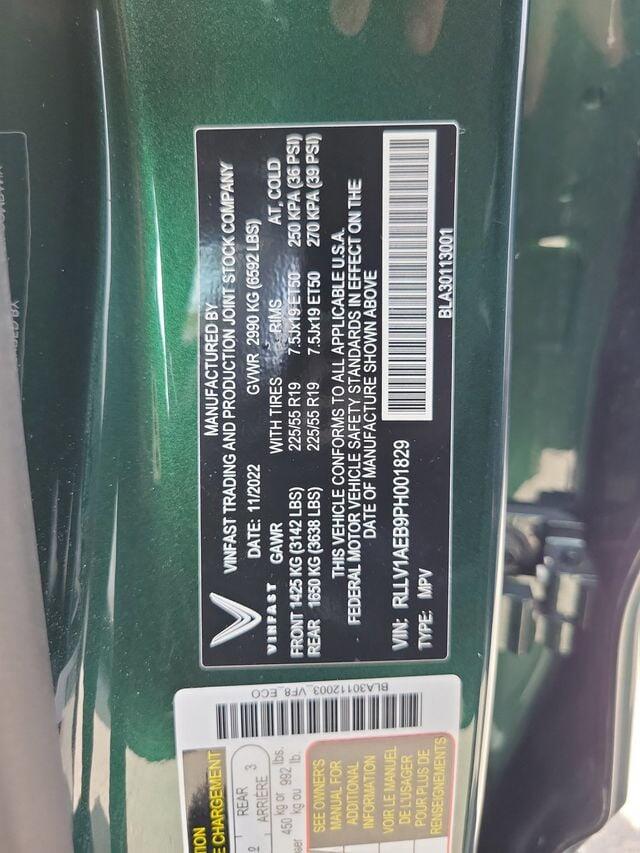 MANUFACTURED BY
VINFAST TRADING AND PRODUCTION JOINT STOCK COMPANY
DATE: 11/2022 GVWR 2990 KG (6592 LBS)
VINFAST GAWR WITH TIRES RIMS AT, COLD
FRONT 1425 KG (3142 LBS) 225/55 R19 7.5Jx19 ET50 250 KPA (36 PSI)
REAR 1650 KG (3638 LBS) 225/55 R19 7.5Jx19 ET50 270 KPA (39 PSI)
THIS VEHICLE CONFORMS TO ALL APPLICABLE U.S.A.
FEDERAL MOTOR VEHICLE SAFETY STANDARDS IN EFFECT ON THE
DATE OF MANUFACTURE SHOWN ABOVE
VIN: RLLV1AEB9PH001829
TYPE: MPV
BLA30113001
BLA30112003_VF8_ECO
E CHARGEMENT
REAR
ARRIÈRE 3
450 kg or 992 lbs.
kg ou lb.
SEE OWNER'S
MANUAL FOR
ADDITIONAL
INFORMATION
VOIR LE MANUEL
DE L'USAGER
POUR PLUS DE
RENSEIGNEMENTS